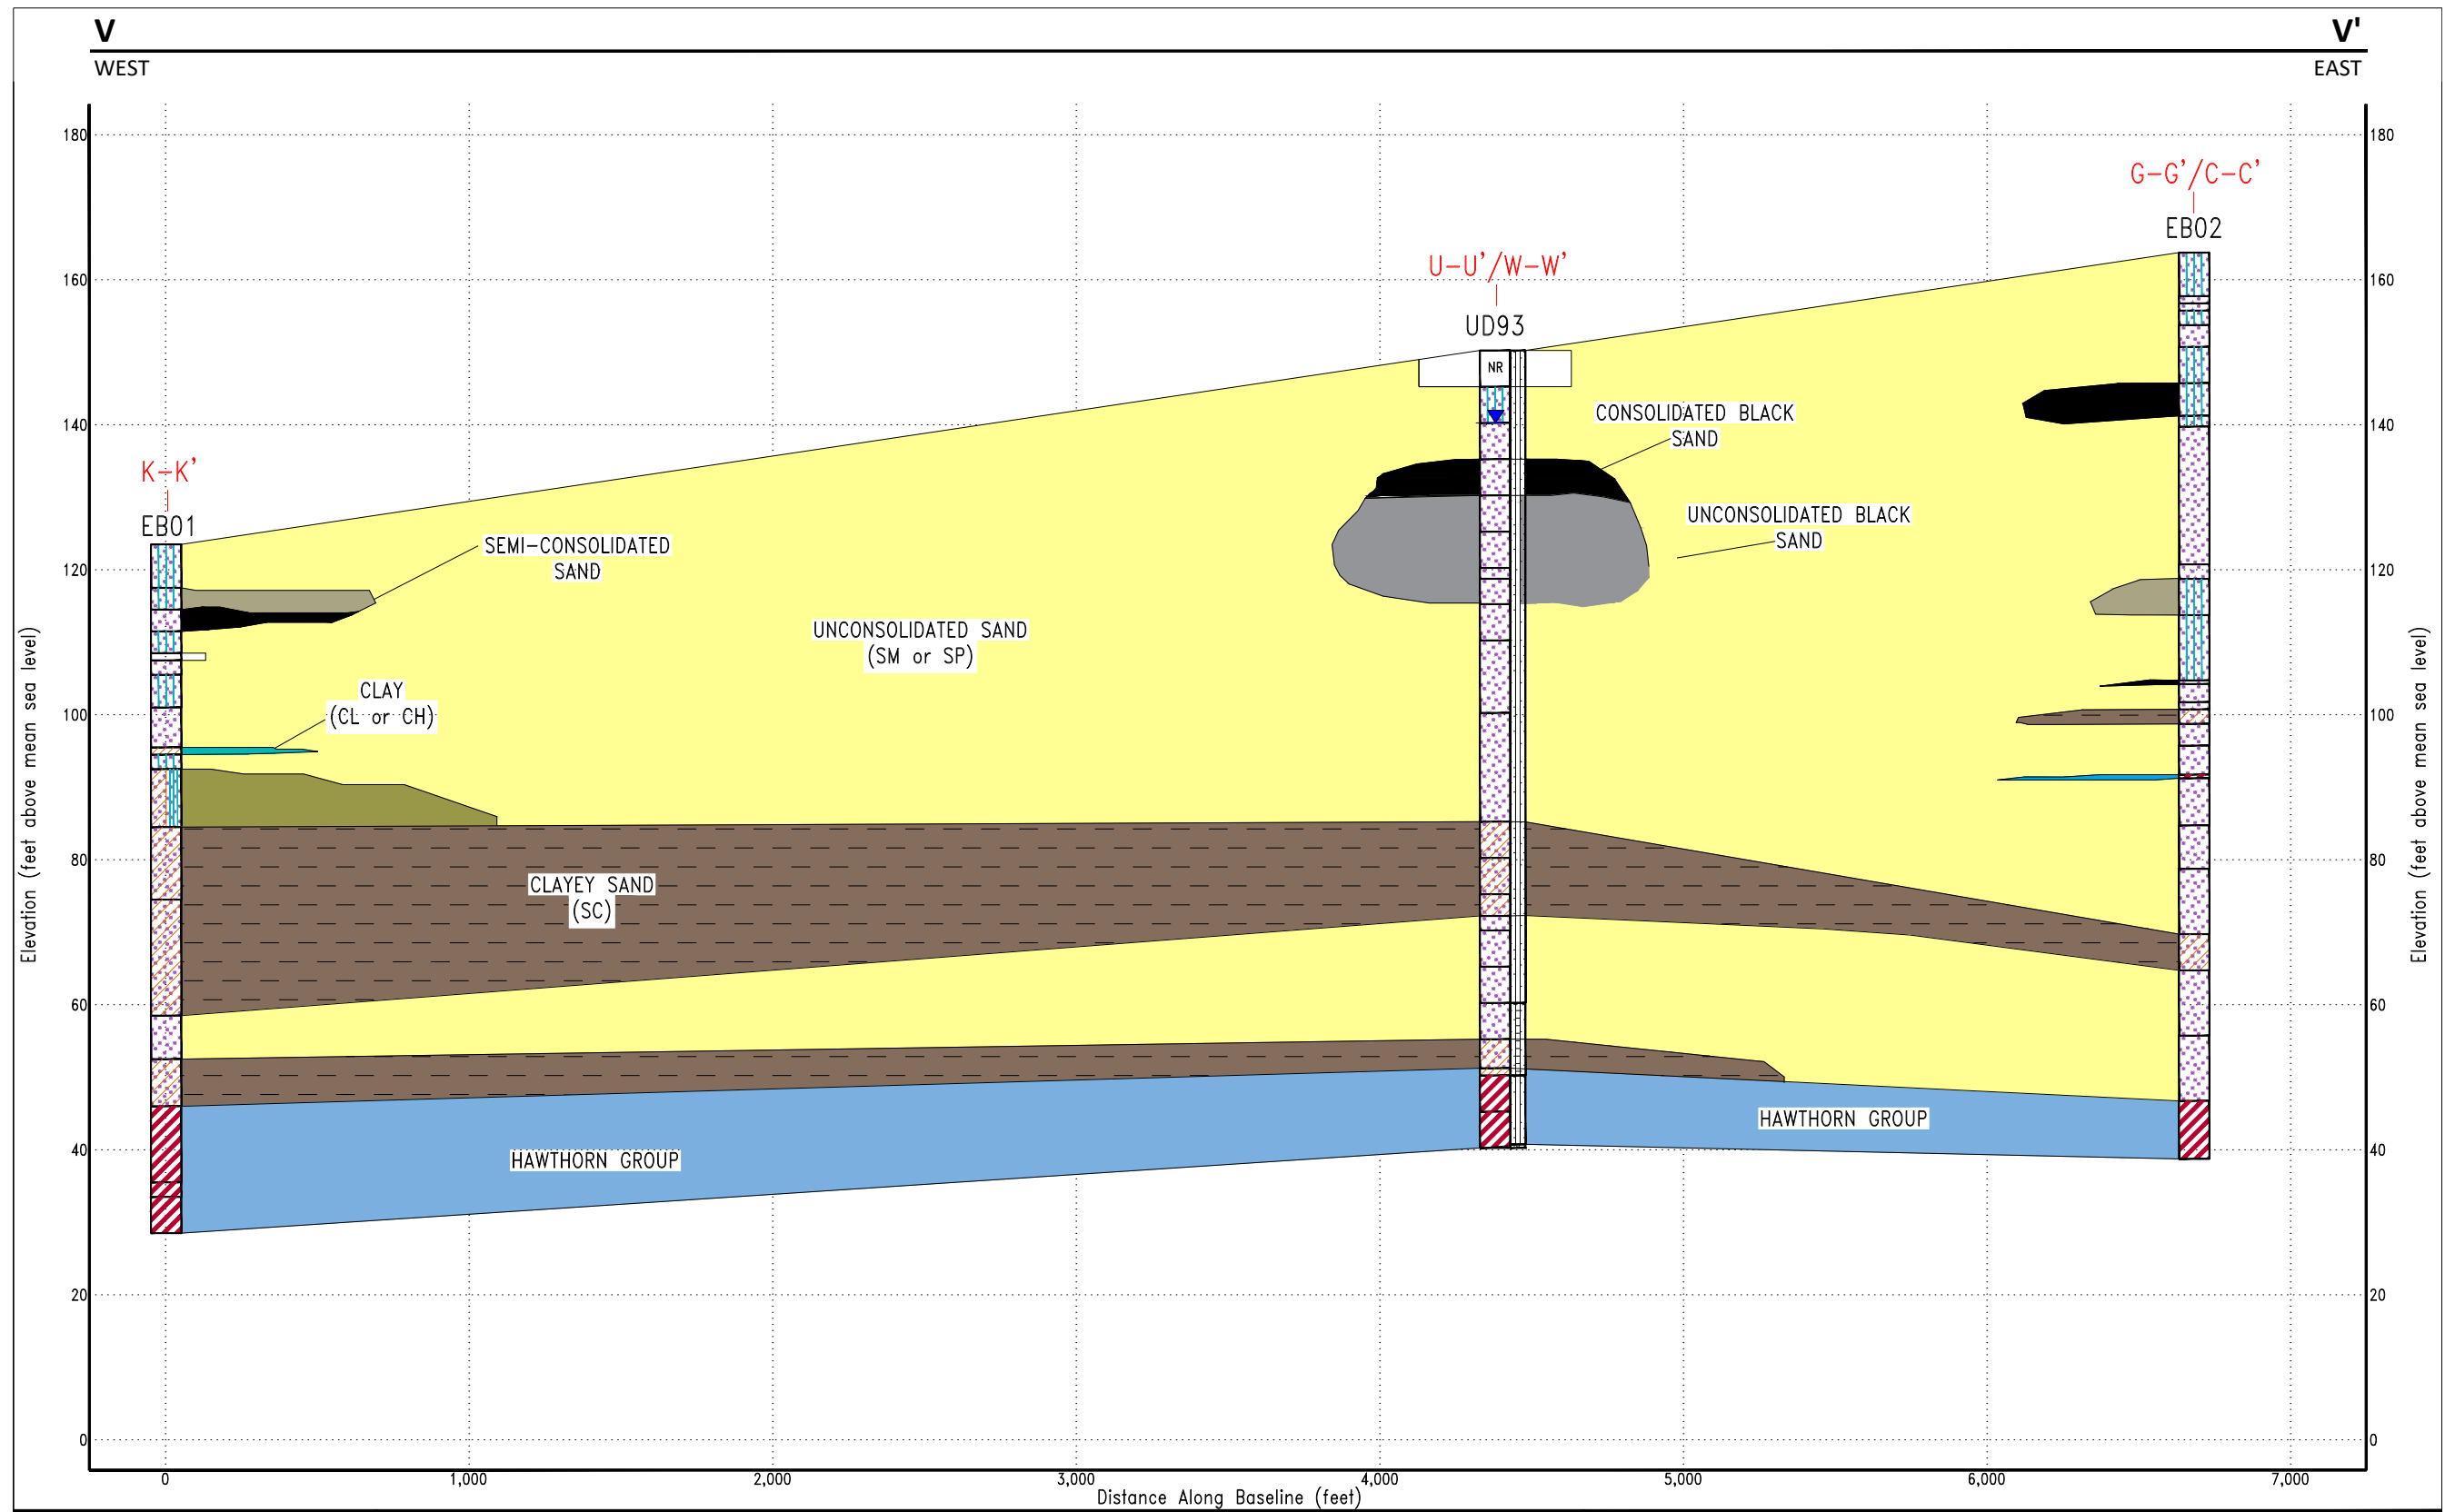 V V'
WEST EAST
180 180
G-G'/C-C'
EB02
160 160
U-U'/W-W'
UD93
NR
140 140
CONSOLIDATED BLACK
SAND
K-K'
EB01
UNCONSOLIDATED BLACK
SAND
SEMI-CONSOLIDATED
SAND
120 120
UNCONSOLIDATED SAND
(SM or SP)
CLAY
(CL or CH)
100 100
80 80
CLAYEY SAND
(SC)
60 60
HAWTHORN GROUP
40 40
HAWTHORN GROUP
20 20
0 0
Elevation (feet above mean sea level)
Elevation (feet above mean sea level)
0 1,000 2,000 3,000 4,000 5,000 6,000 7,000
Distance Along Baseline (feet)